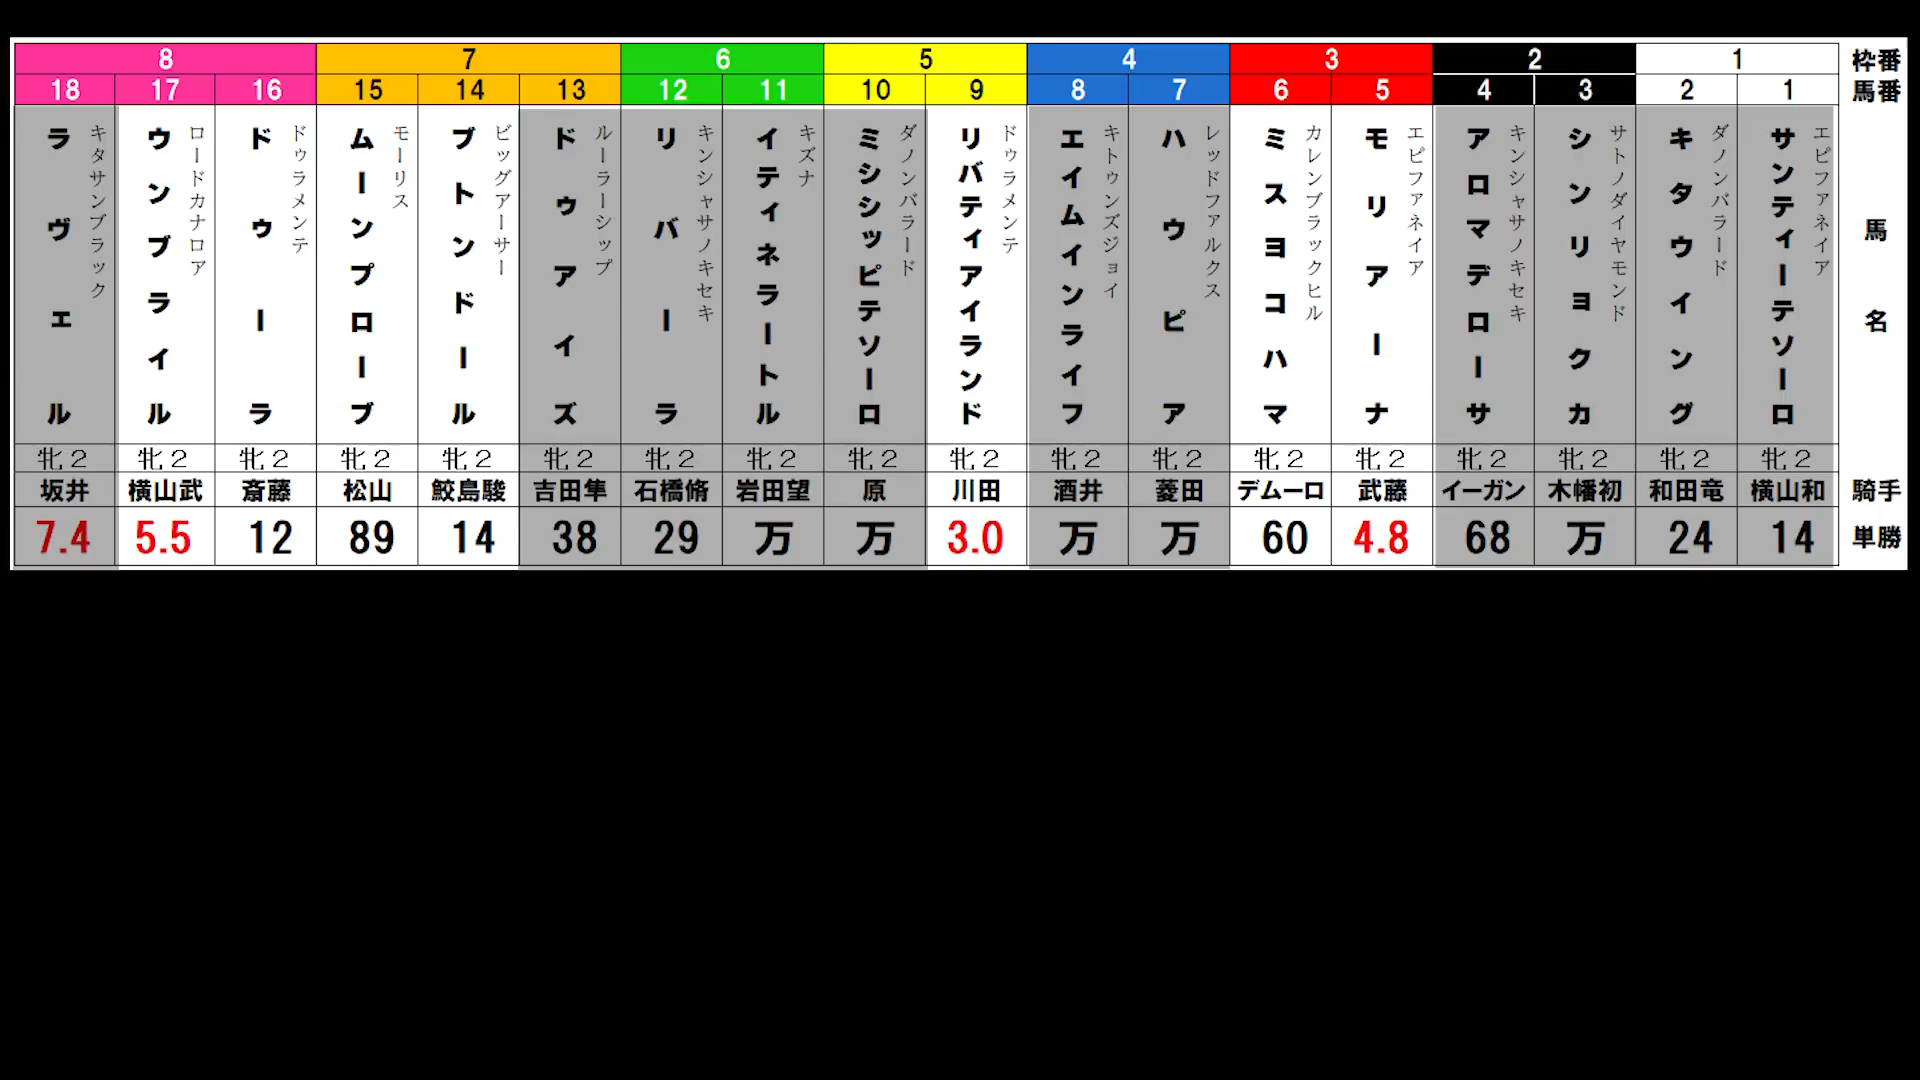 8 7 6 5 4 3 2 1 枠番
18 17 16 15 14 13 12 11 10 9 8 7 6 5 4 3 2 1 馬番
馬名
エピファネイア
サンティーテソーロ
ダノンバラード
キタウイング
サトノダイヤモンド
シンリョクカ
キンシャサノキセキ
アロマデローサ
エピファネイア
モリアーナ
カレンブラックヒル
ミスヨコハマ
レッドファルクス
ハウピア
キトゥンズジョイ
エイムインライフ
ドゥラメンテ
リバティアイランド
ダノンバラード
ミシシッピテソーロ
キズナ
イティネラートル
キンシャサノキセキ
リバーラ
ルーラーシップ
ドゥアイズ
ビッグアーサー
ブトンドール
モーリス
ムーンプローブ
ドゥラメンテ
ドゥーラ
ロードカナロア
ウンブライル
キタサンブラック
ラヴェル
牝2 牝2 牝2 牝2 牝2 牝2 牝2 牝2 牝2 牝2 牝2 牝2 牝2 牝2 牝2 牝2 牝2 牝2
坂井 横山武 斎藤 松山 鮫島駿 吉田隼 石橋脩 岩田望 原 川田 酒井 菱田 デムーロ 武藤 イーガン 木幡初 和田竜 横山和 騎手
7.4 5.5 12 89 14 38 29 万 万 3.0 万 万 60 4.8 68 万 24 14 単勝